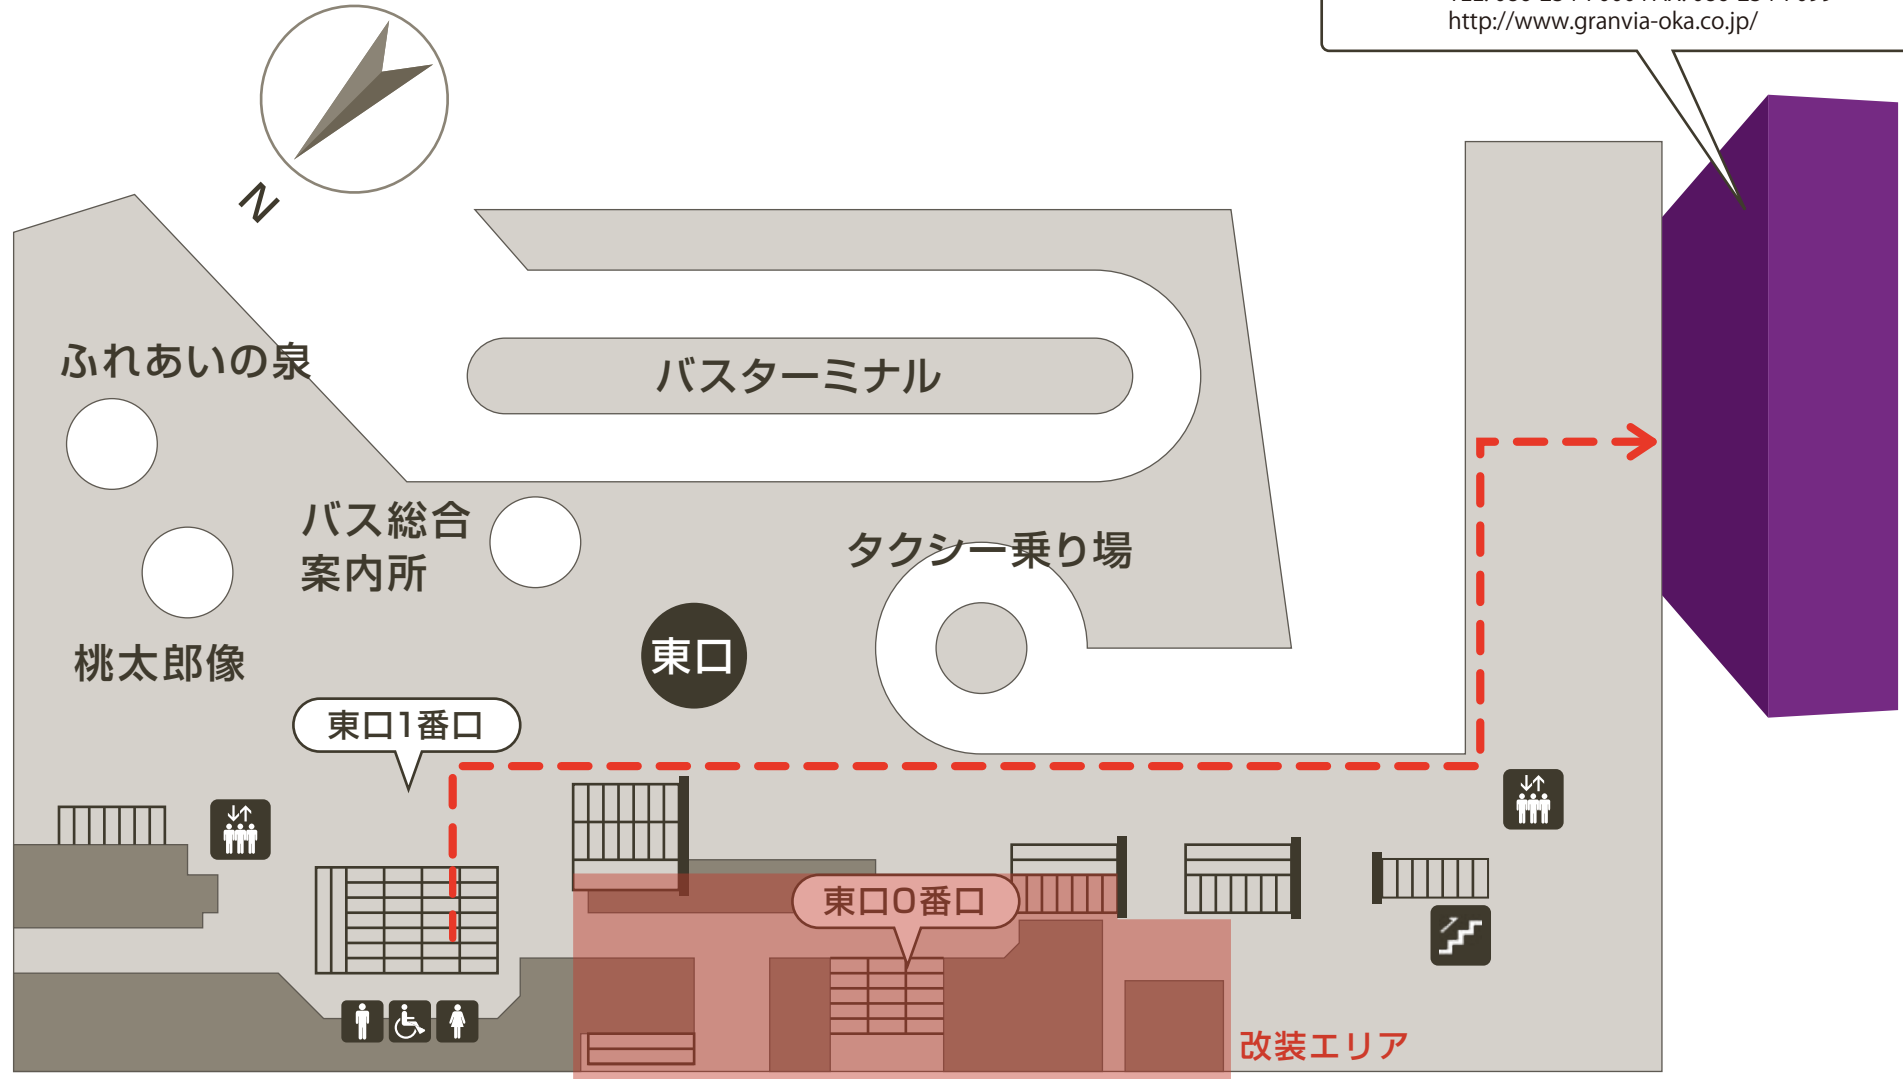 http://www.granvia-oka.co.jp/
N
ふれあいの泉
バスターミナル
バス総合
案内所
タクシー乗り場
東口
桃太郎像
東口1番口
東口0番口
改装エリア